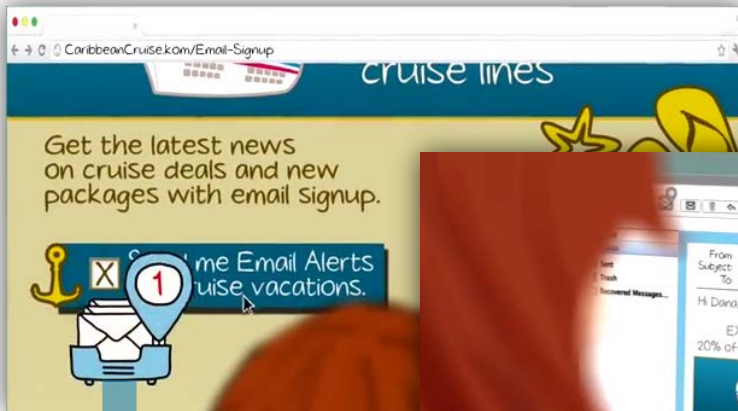 CaribbeanCruise.kom/Email-Signup
cruise lines
Get the latest news
on cruise deals and new
packages with email signup.
me Email Alerts
cruise vacations.
X
1
Sent
Trash
Recovered Messages...
From:
Subject:
To
Hi Dana,
20% of